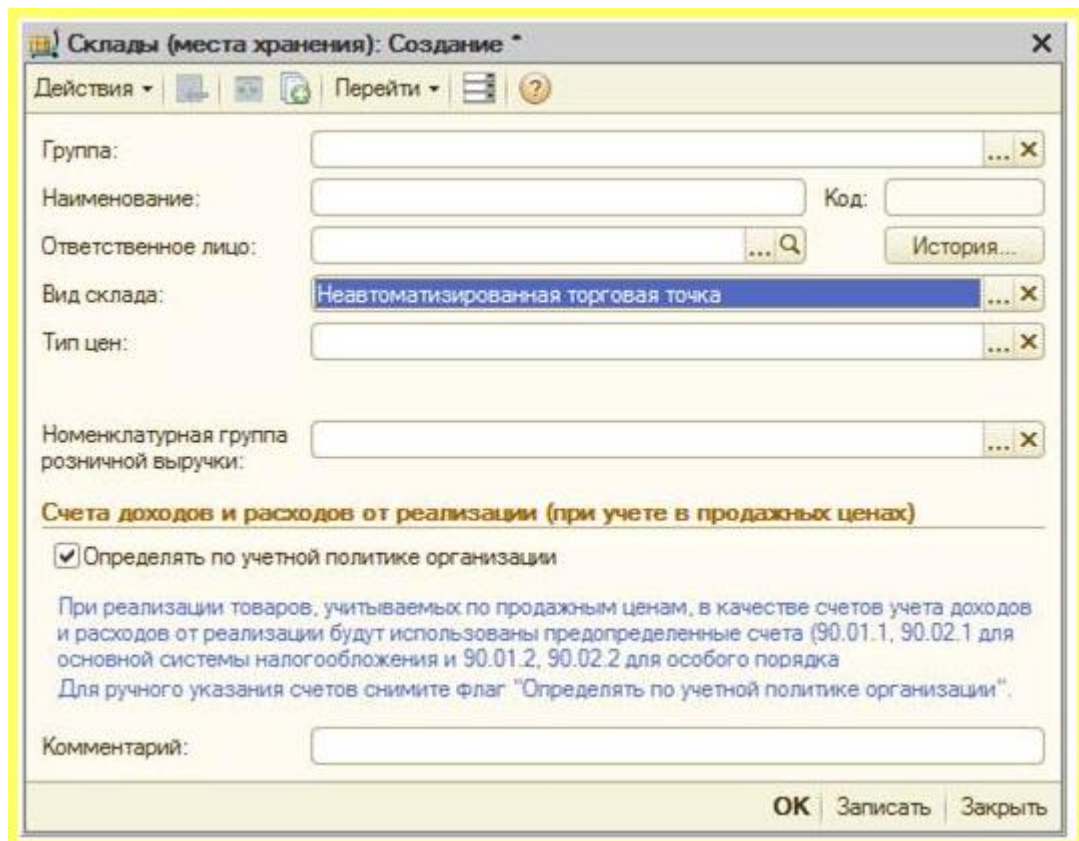 Склады (места хранения): Создание *
Действия Перейти
Группа: ...
Наименование: Код:
Ответственное лицо: ... История...
Вид склада: Неавтоматизированная торговая точка ...
Тип цен: ...
Номенклатурная группа
розничной выручки: ...
Счета доходов и расходов от реализации (при учете в продажных ценах)
Определять по учетной политике организации
При реализации товаров, учитываемых по продажным ценам, в качестве счетов учета доходов
и расходов от реализации будут использованы предопределенные счета (90.01.1, 90.02.1 для
основной системы налогообложения и 90.01.2, 90.02.2 для особого порядка
Для ручного указания счетов снимите флаг "Определять по учетной политике организации".
Комментарий:
OK Записать Закрыть